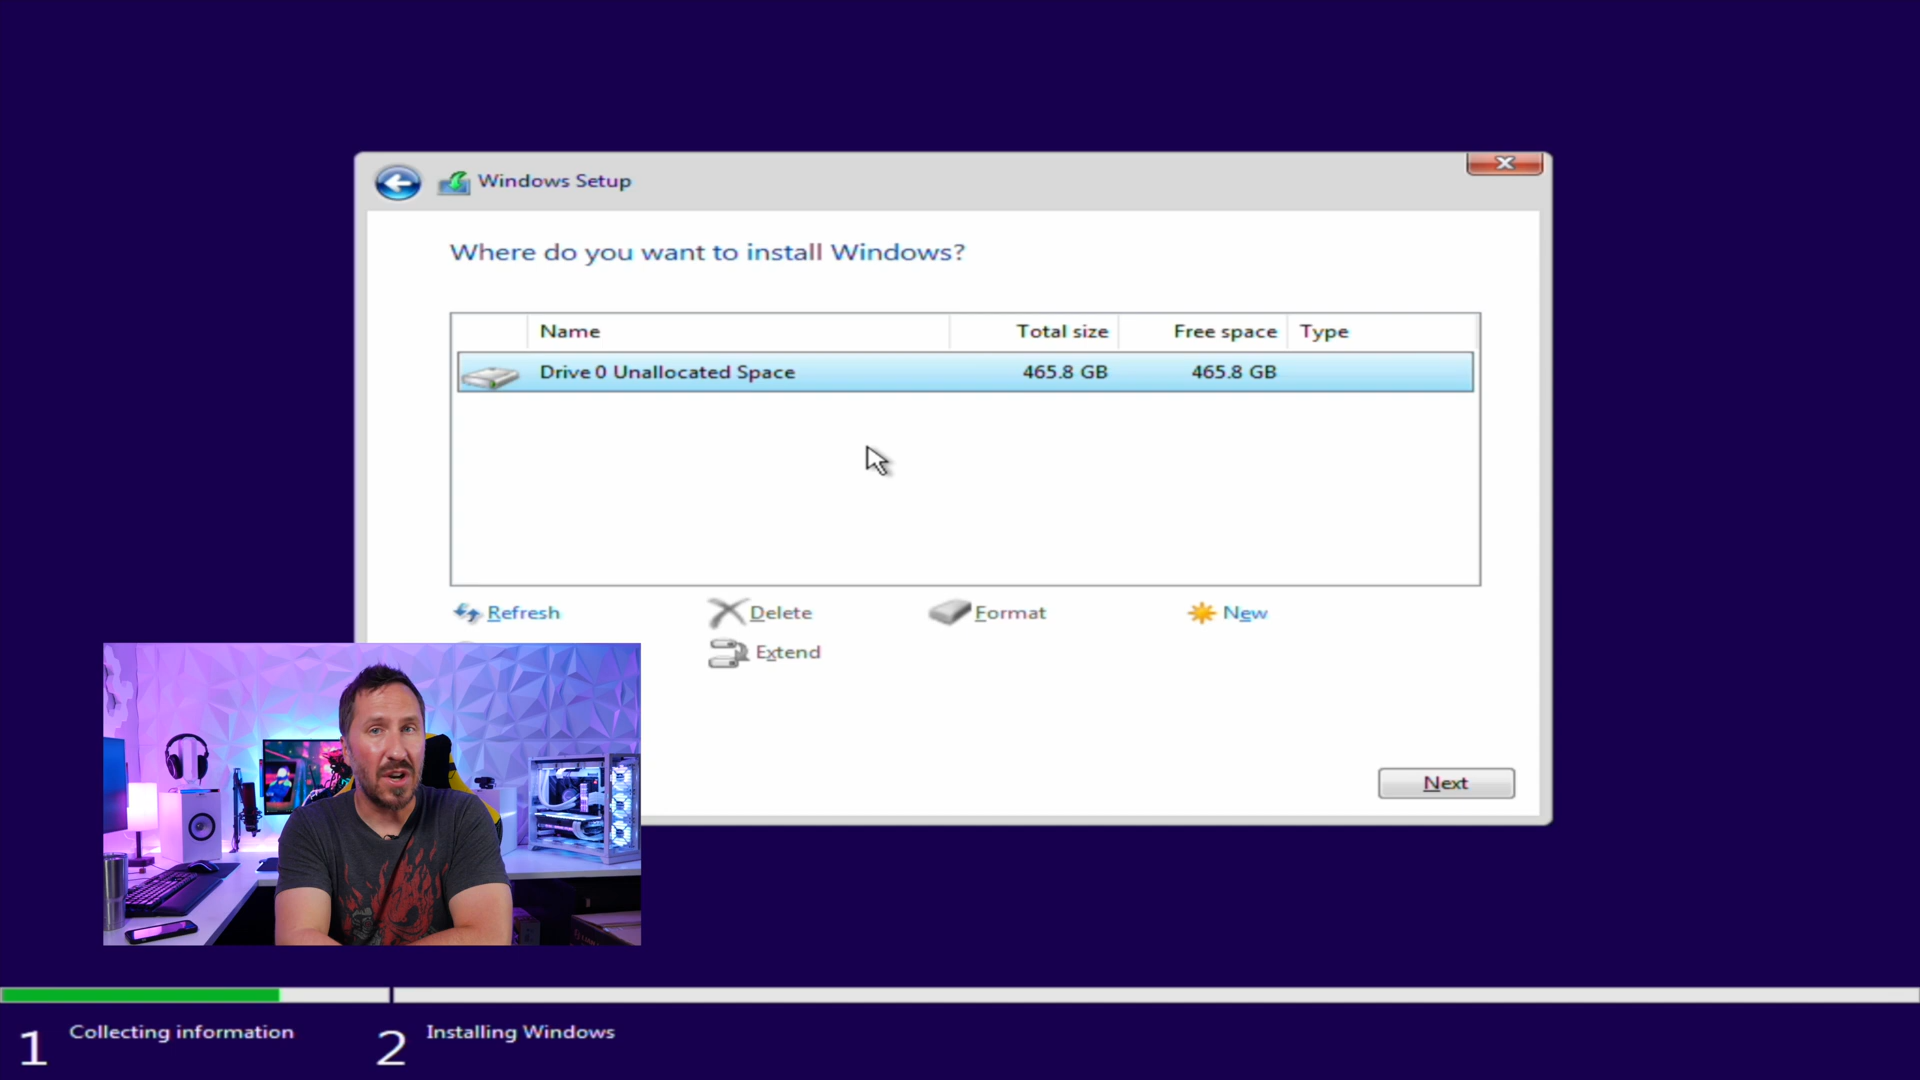 Windows Setup
Where do you want to install Windows?
Name Total size Free space Type
Drive 0 Unallocated Space 465.8 GB 465.8 GB
Refresh Delete Format New
Extend
Next
1 Collecting information 2 Installing Windows